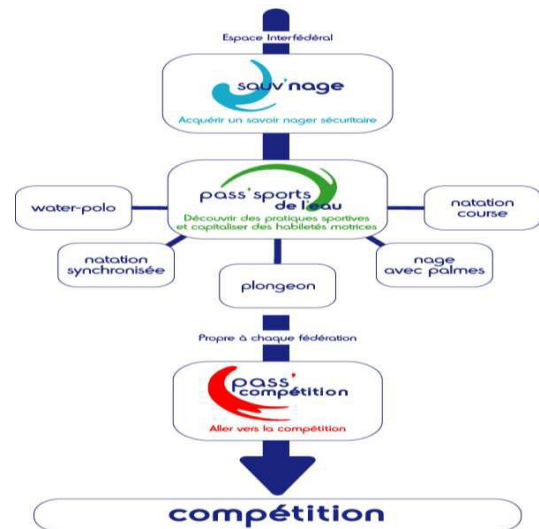 Espace Interfédéral
sauv'nage
Acquérir un savoir nager sécuritaire
pass'sports
de l'eau
Découvrir des pratiques sportives
et capitaliser des habiletés motrices
water-polo
natation
course
natation
synchronisée
nage
avec palmes
plongeon
Propre à chaque fédération
pass'
compétition
Aller vers la compétition
compétition